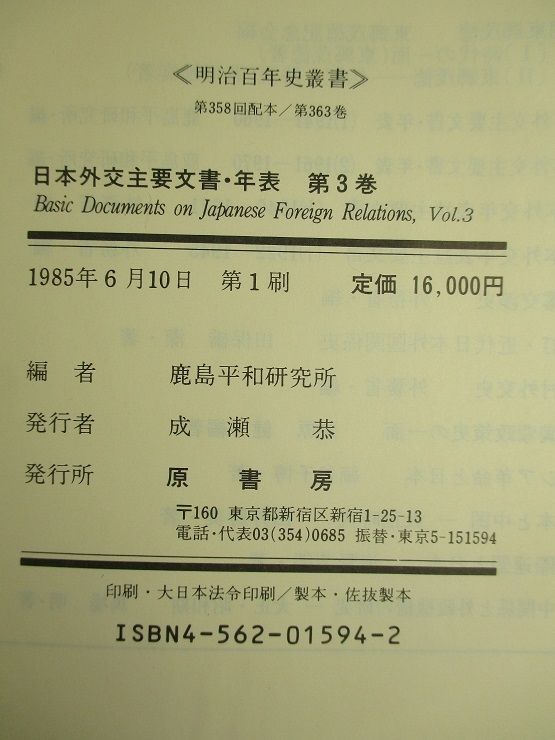 ≪明治百年史叢書≫
第358回配本／第363巻
日本外交主要文書・年表 第3巻
Basic Documents on Japanese Foreign Relations, Vol.3
1985年6月10日 第1刷 定価 16,000円
編者 鹿島平和研究所
発行者 成瀬恭
発行所 原書房
〒160 東京都新宿区新宿1-25-13
電話・代表03(354)0685 振替・東京5-151594
印刷・大日本法令印刷／製本・佐抜製本
ISBN4-562-01594-2